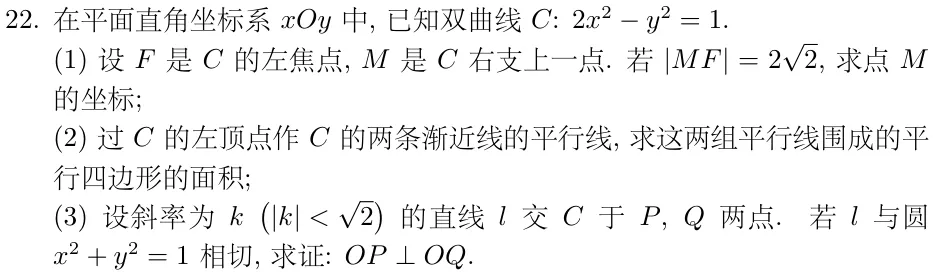 22. 在平面直角坐标系 xOy 中, 已知双曲线 C: 2x² − y² = 1.
(1) 设 F 是 C 的左焦点, M 是 C 右支上一点. 若 |MF| = 2√2, 求点 M
的坐标;
(2) 过 C 的左顶点作 C 的两条渐近线的平行线, 求这两组平行线围成的平
行四边形的面积;
(3) 设斜率为 k (|k| < √2) 的直线 l 交 C 于 P, Q 两点. 若 l 与圆
x² + y² = 1 相切, 求证: OP ⊥ OQ.